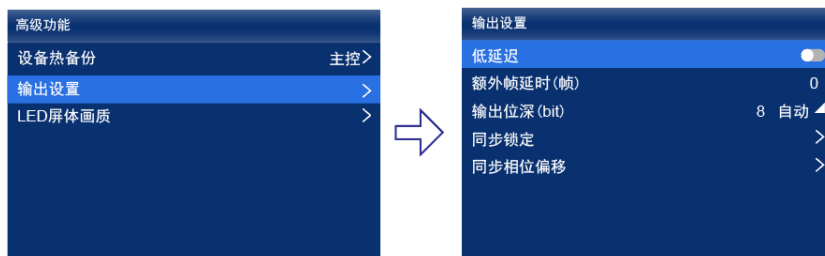 高级功能
设备热备份 主控>
输出设置 >
LED屏体画质 >
输出设置
低延迟
额外帧延时(帧) 0
输出位深(bit) 8 自动
同步锁定 >
同步相位偏移 >